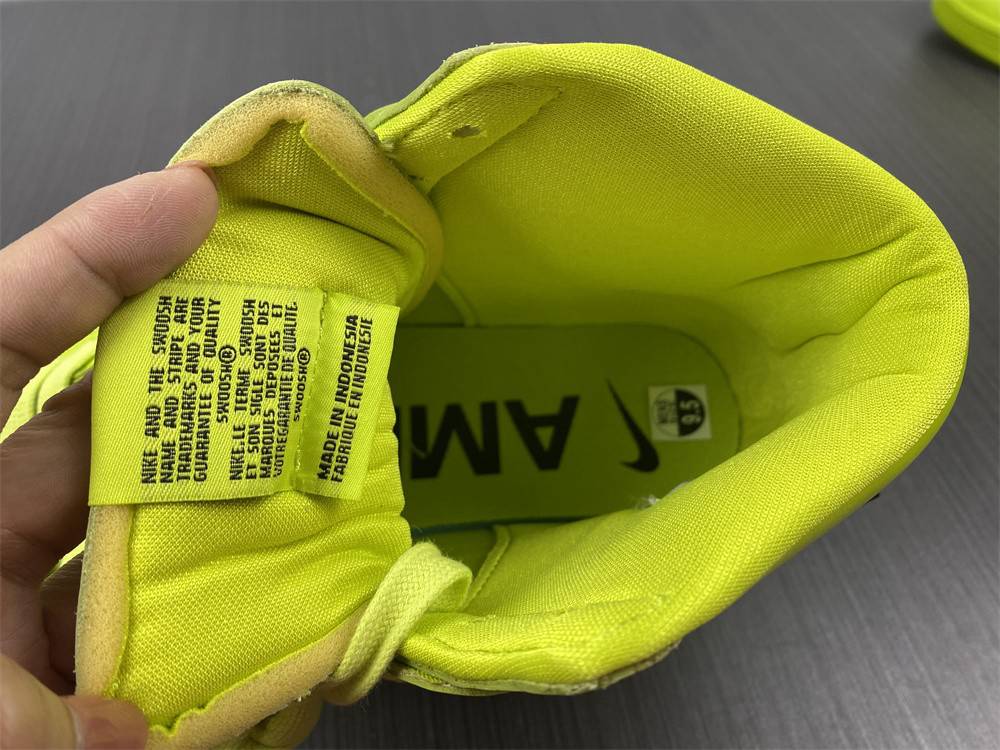 NIKE AND THE SWOOSH
NAME AND STRIPE ARE
TRADEMARKS AND YOUR
GUARANTEE OF QUALITY
SWOOSH®
NIKE·LE TERME SWOOSH
ET SON SIGLE SONT DES
MARQUES DEPOSEES ET
VOTREGARANTIE DE QUALITE·
SWOOSH®
MADE IN INDONESIA
FABRIQUE EN INDONESIE
AM
9.5